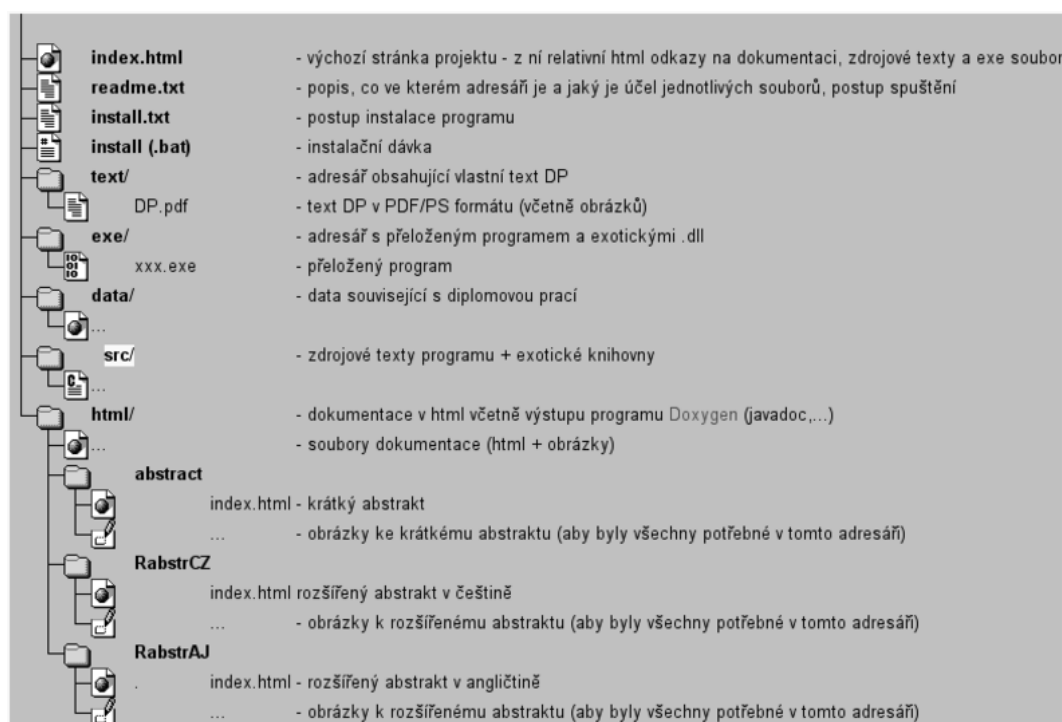 index.html - výchozí stránka projektu - z ní relativní html odkazy na dokumentaci, zdrojové texty a exe soubor
readme.txt - popis, co ve kterém adresáři je a jaký je účel jednotlivých souborů, postup spuštění
install.txt - postup instalace programu
install (.bat) - instalační dávka
text/ - adresář obsahující vlastní text DP
DP.pdf - text DP v PDF/PS formátu (včetně obrázků)
exe/ - adresář s přeloženým programem a exotickými .dll
xxx.exe - přeložený program
data/ - data související s diplomovou prací
...
src/ - zdrojové texty programu + exotické knihovny
...
html/ - dokumentace v html včetně výstupu programu Doxygen (javadoc,...)
... - soubory dokumentace (html + obrázky)
abstract
index.html - krátký abstrakt
... - obrázky ke krátkému abstraktu (aby byly všechny potřebné v tomto adresáři)
RabstrCZ
index.html rozšířený abstrakt v češtině
... - obrázky k rozšířenému abstraktu (aby byly všechny potřebné v tomto adresáři)
RabstrAJ
. index.html - rozšířený abstrakt v angličtině
... - obrázky k rozšířenému abstraktu (aby byly všechny potřebné v tomto adresáři)